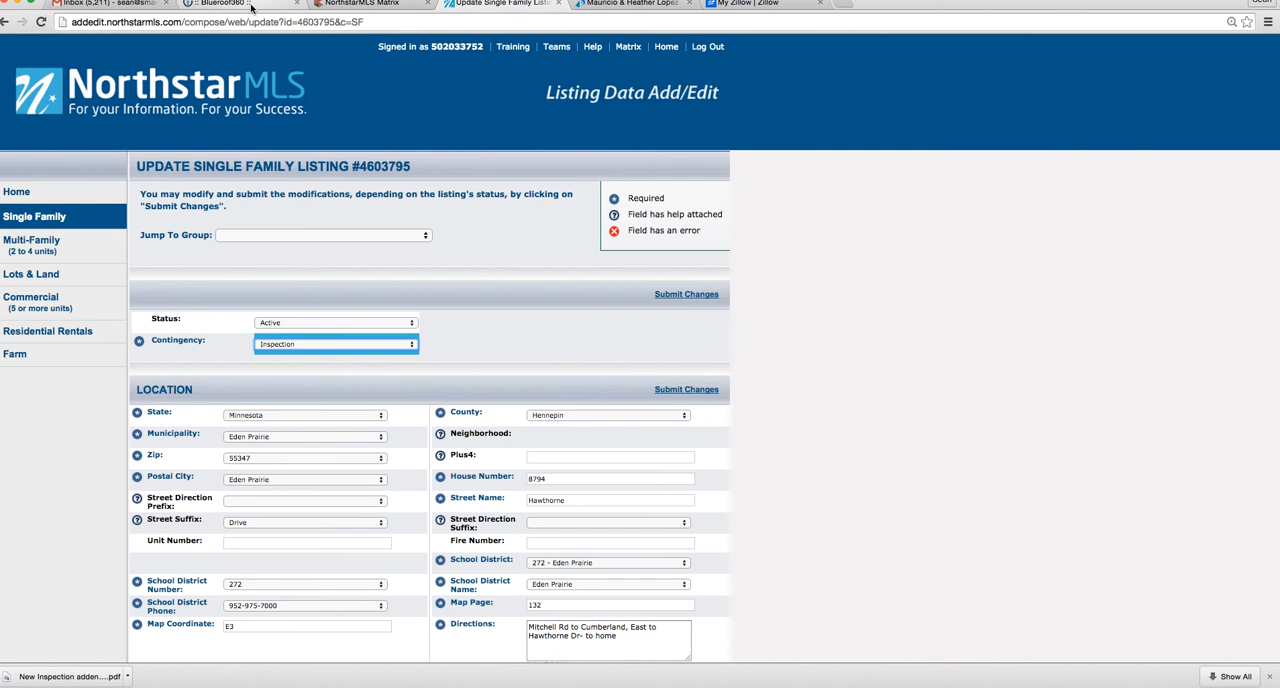 Inbox (5,211) - sean@sma
:: Blueroof360 ::
NorthstarMLS Matrix
Update Single Family Listin
Mauricio & Heather Lopez
My Zillow | Zillow
addedit.northstarmls.com/compose/web/update?id=4603795&c=SF
Signed in as 502033752 | Training | Teams | Help | Matrix | Home | Log Out
NorthstarMLS
For your Information. For your Success.
Listing Data Add/Edit
UPDATE SINGLE FAMILY LISTING #4603795
Home
Single Family
Multi-Family
(2 to 4 units)
Lots & Land
Commercial
(5 or more units)
Residential Rentals
Farm
You may modify and submit the modifications, depending on the listing's status, by clicking on
"Submit Changes".
Required
Field has help attached
Field has an error
Jump To Group:
Submit Changes
Status: Active
Contingency: Inspection
LOCATION Submit Changes
State: Minnesota County: Hennepin
Municipality: Eden Prairie Neighborhood:
Zip: 55347 Plus4:
Postal City: Eden Prairie House Number: 8794
Street Direction
Prefix:
Street Name: Hawthorne
Street Suffix: Drive
Street Direction
Suffix:
Unit Number: Fire Number:
School District: 272 - Eden Prairie
School District
Number: 272
School District
Name: Eden Prairie
School District
Phone: 952-975-7000
Map Page: 132
Map Coordinate: E3
Directions: Mitchell Rd to Cumberland, East to
Hawthorne Dr- to home
New Inspection adden....pdf
Show All